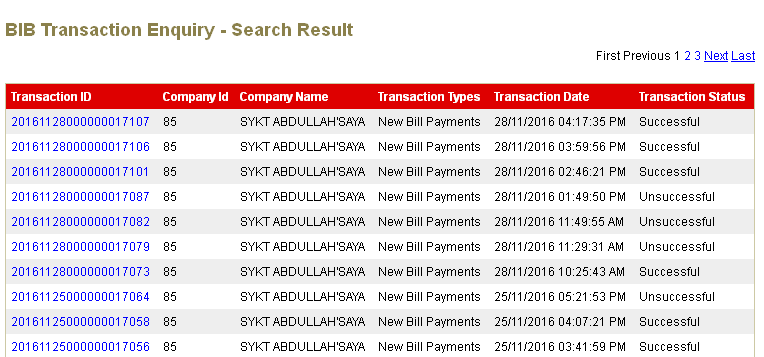 BIB Transaction Enquiry - Search Result
First Previous 1 2 3 Next Last
Transaction ID Company Id Company Name Transaction Types Transaction Date Transaction Status
20161128000000017107 85 SYKT ABDULLAH'SAYA New Bill Payments 28/11/2016 04:17:35 PM Successful
20161128000000017106 85 SYKT ABDULLAH'SAYA New Bill Payments 28/11/2016 03:59:56 PM Successful
20161128000000017101 85 SYKT ABDULLAH'SAYA New Bill Payments 28/11/2016 02:46:21 PM Successful
20161128000000017087 85 SYKT ABDULLAH'SAYA New Bill Payments 28/11/2016 01:49:50 PM Unsuccessful
20161128000000017082 85 SYKT ABDULLAH'SAYA New Bill Payments 28/11/2016 11:49:55 AM Unsuccessful
20161128000000017079 85 SYKT ABDULLAH'SAYA New Bill Payments 28/11/2016 11:29:31 AM Unsuccessful
20161128000000017073 85 SYKT ABDULLAH'SAYA New Bill Payments 28/11/2016 10:25:43 AM Successful
20161125000000017064 85 SYKT ABDULLAH'SAYA New Bill Payments 25/11/2016 05:21:53 PM Unsuccessful
20161125000000017058 85 SYKT ABDULLAH'SAYA New Bill Payments 25/11/2016 04:07:21 PM Successful
20161125000000017056 85 SYKT ABDULLAH'SAYA New Bill Payments 25/11/2016 03:41:59 PM Successful